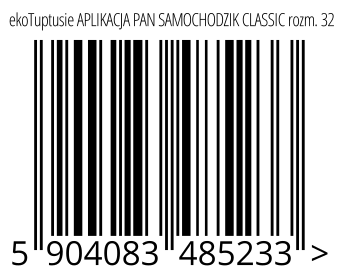 ekoTuptusie APLIKACJA PAN SAMOCHODZIK CLASSIC rozm. 32
5 904083 485233 >